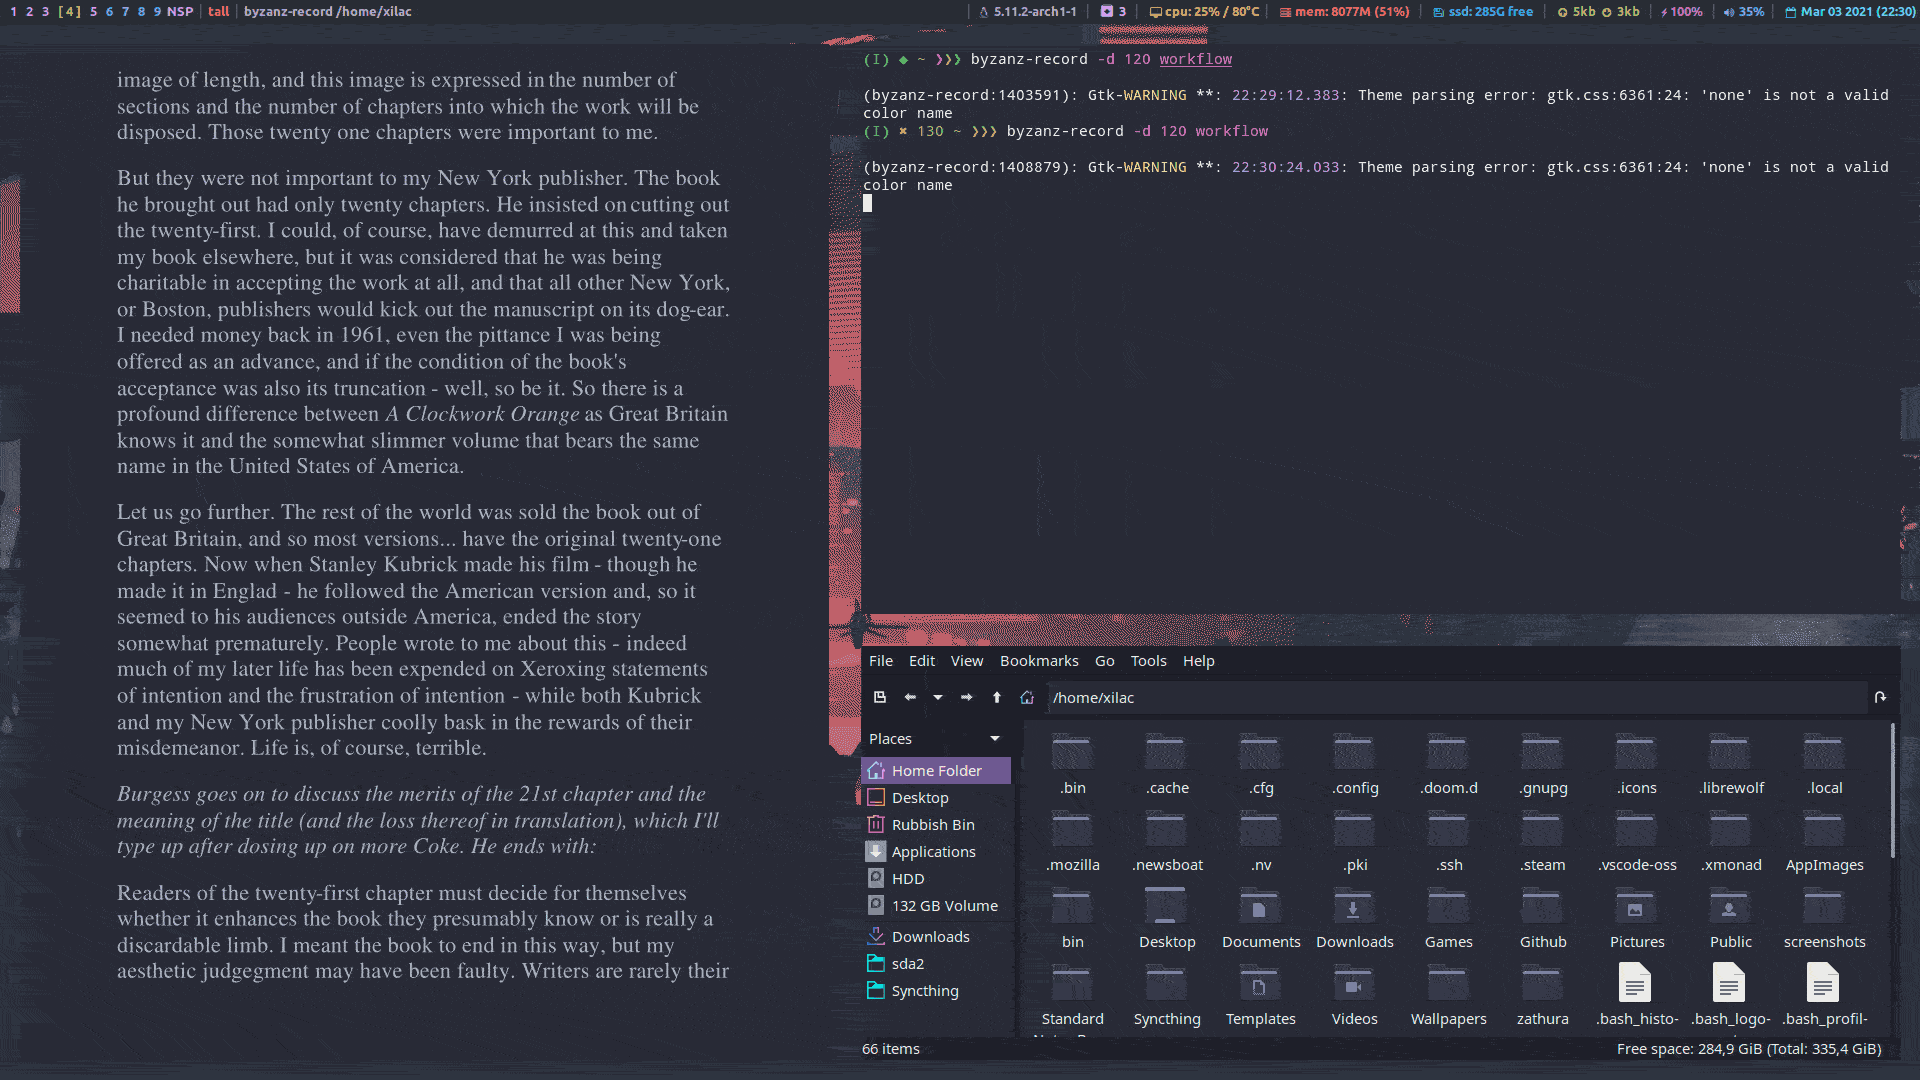 1 2 3 [4] 5 6 7 8 9 NSP | tall | byzanz-record /home/xilac
5.11.2-arch1-1 | 3 | cpu: 25% / 80°C | mem: 8077M (51%) | ssd: 285G free | 5kb 3kb | 100% | 35% | Mar 03 2021 (22:30)
image of length, and this image is expressed in the number of
sections and the number of chapters into which the work will be
disposed. Those twenty one chapters were important to me.
But they were not important to my New York publisher. The book
he brought out had only twenty chapters. He insisted on cutting out
the twenty-first. I could, of course, have demurred at this and taken
my book elsewhere, but it was considered that he was being
charitable in accepting the work at all, and that all other New York,
or Boston, publishers would kick out the manuscript on its dog-ear.
I needed money back in 1961, even the pittance I was being
offered as an advance, and if the condition of the book's
acceptance was also its truncation - well, so be it. So there is a
profound difference between A Clockwork Orange as Great Britain
knows it and the somewhat slimmer volume that bears the same
name in the United States of America.
Let us go further. The rest of the world was sold the book out of
Great Britain, and so most versions... have the original twenty-one
chapters. Now when Stanley Kubrick made his film - though he
made it in Englad - he followed the American version and, so it
seemed to his audiences outside America, ended the story
somewhat prematurely. People wrote to me about this - indeed
much of my later life has been expended on Xeroxing statements
of intention and the frustration of intention - while both Kubrick
and my New York publisher coolly bask in the rewards of their
misdemeanor. Life is, of course, terrible.
Burgess goes on to discuss the merits of the 21st chapter and the
meaning of the title (and the loss thereof in translation), which I'll
type up after dosing up on more Coke. He ends with:
Readers of the twenty-first chapter must decide for themselves
whether it enhances the book they presumably know or is really a
discardable limb. I meant the book to end in this way, but my
aesthetic judgegment may have been faulty. Writers are rarely their
(I) ◆ ~ ❯❯❯ byzanz-record -d 120 workflow
(byzanz-record:1403591): Gtk-WARNING **: 22:29:12.383: Theme parsing error: gtk.css:6361:24: 'none' is not a valid
color name
(I) ✖ 130 ~ ❯❯❯ byzanz-record -d 120 workflow
(byzanz-record:1408879): Gtk-WARNING **: 22:30:24.033: Theme parsing error: gtk.css:6361:24: 'none' is not a valid
color name
File Edit View Bookmarks Go Tools Help
/home/xilac
Places
Home Folder
Desktop
Rubbish Bin
Applications
HDD
132 GB Volume
Downloads
sda2
Syncthing
.bin .cache .cfg .config .doom.d .gnupg .icons .librewolf .local
.mozilla .newsboat .nv .pki .ssh .steam .vscode-oss .xmonad AppImages
bin Desktop Documents Downloads Games Github Pictures Public screenshots
Standard Syncthing Templates Videos Wallpapers zathura .bash_histo- .bash_logo- .bash_profil-
66 items
Free space: 284,9 GiB (Total: 335,4 GiB)